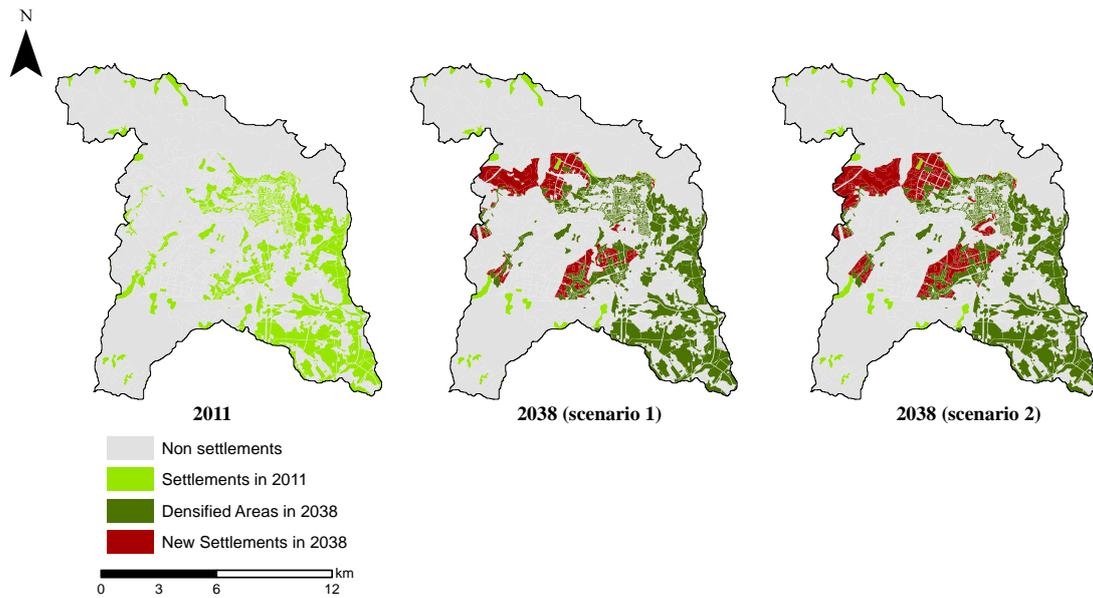 N
2011
2038 (scenario 1)
2038 (scenario 2)
Non settlements
Settlements in 2011
Densified Areas in 2038
New Settlements in 2038
km
0 3 6 12